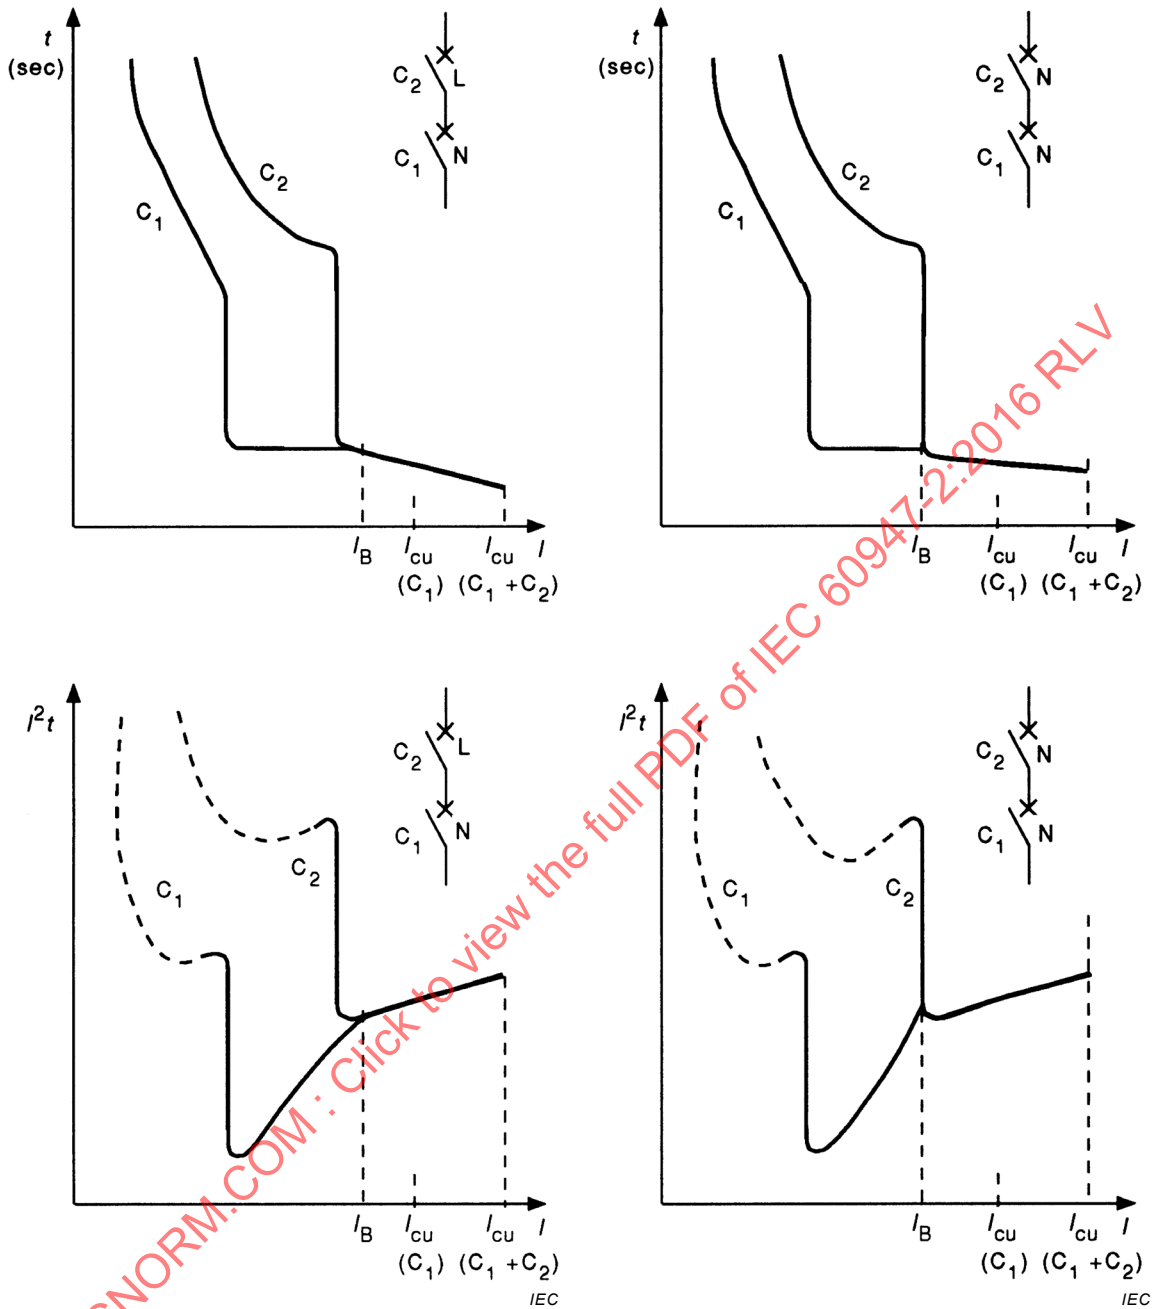 t
(sec)
C2
L
C1
N
C2
C1
IB
Icu
(C1)
Icu
(C1 +C2)
I
t
(sec)
C2
N
C1
N
C2
C1
IB
Icu
(C1)
Icu
(C1 +C2)
I
I2t
C2
L
C1
N
C1
C2
IB
Icu
(C1)
Icu
(C1 +C2)
I
IEC
I2t
C2
N
C1
N
C1
C2
IB
Icu
(C1)
Icu
(C1 +C2)
I
IEC
SNORM.COM : Click to view the full PDF of IEC 60947-2:2016 RLV